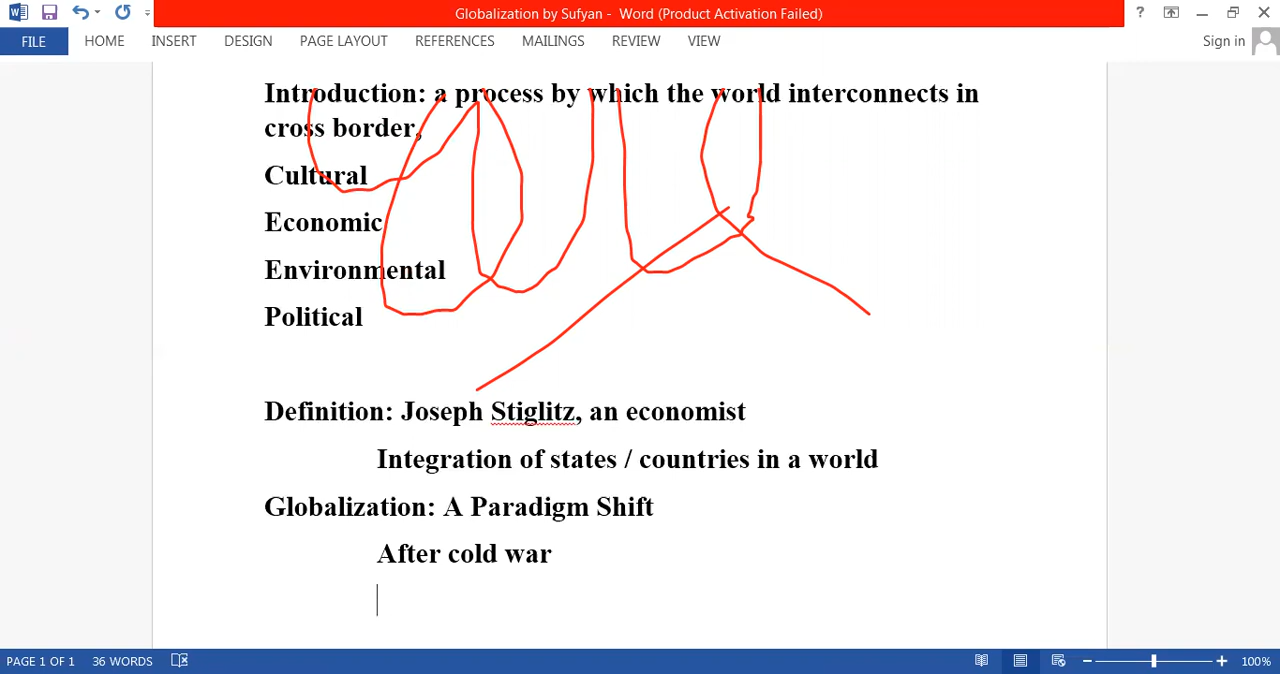 Globalization by Sufyan - Word (Product Activation Failed)
?
FILE HOME INSERT DESIGN PAGE LAYOUT REFERENCES MAILINGS REVIEW VIEW Sign in
Introduction: a process by which the world interconnects in
cross border,
Cultural
Economic
Environmental
Political
Definition: Joseph Stiglitz, an economist
Integration of states / countries in a world
Globalization: A Paradigm Shift
After cold war
PAGE 1 OF 1 36 WORDS 100%